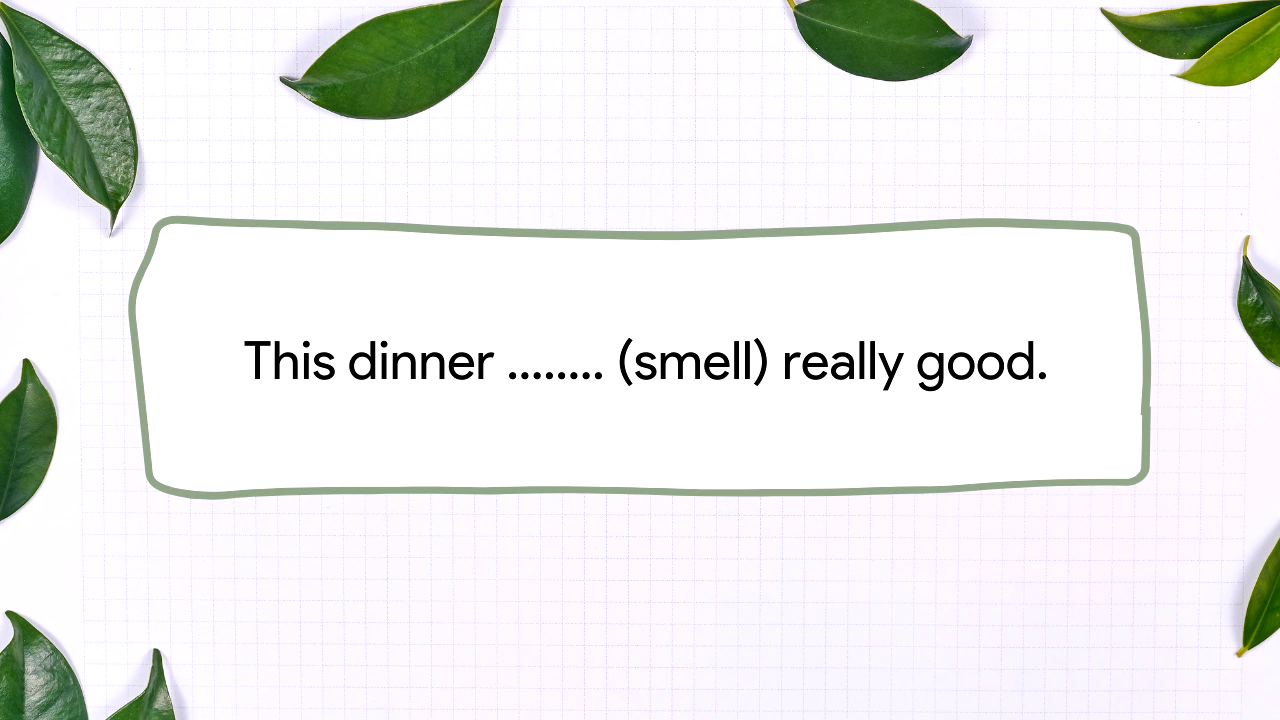 This dinner ........ (smell) really good.